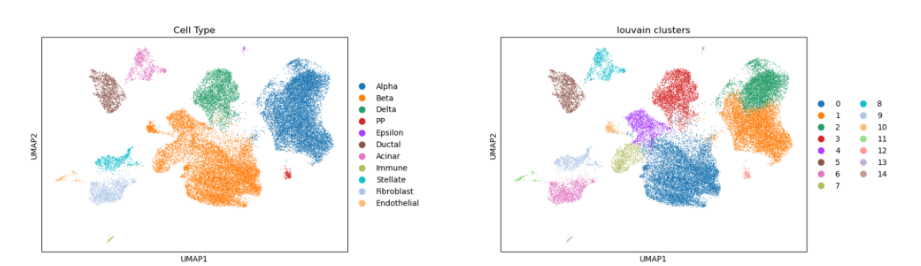 Cell Type
UMAP2
UMAP1
Alpha
Beta
Delta
PP
Epsilon
Ductal
Acinar
Immune
Stellate
Fibroblast
Endothelial
louvain clusters
UMAP2
UMAP1
0
1
2
3
4
5
6
7
8
9
10
11
12
13
14